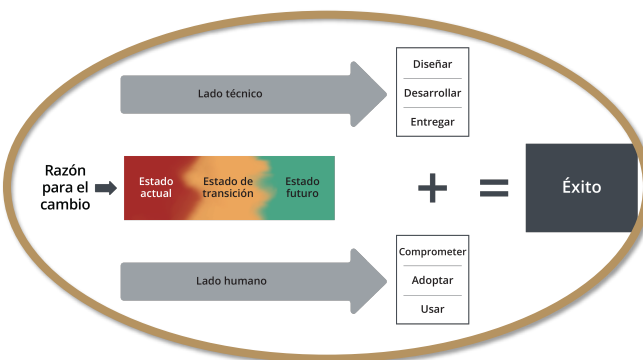 Lado técnico
Diseñar
Desarrollar
Entregar
Razón
para el
cambio
Estado
actual
Estado de
transición
Estado
futuro
+
=
Éxito
Lado humano
Comprometer
Adoptar
Usar